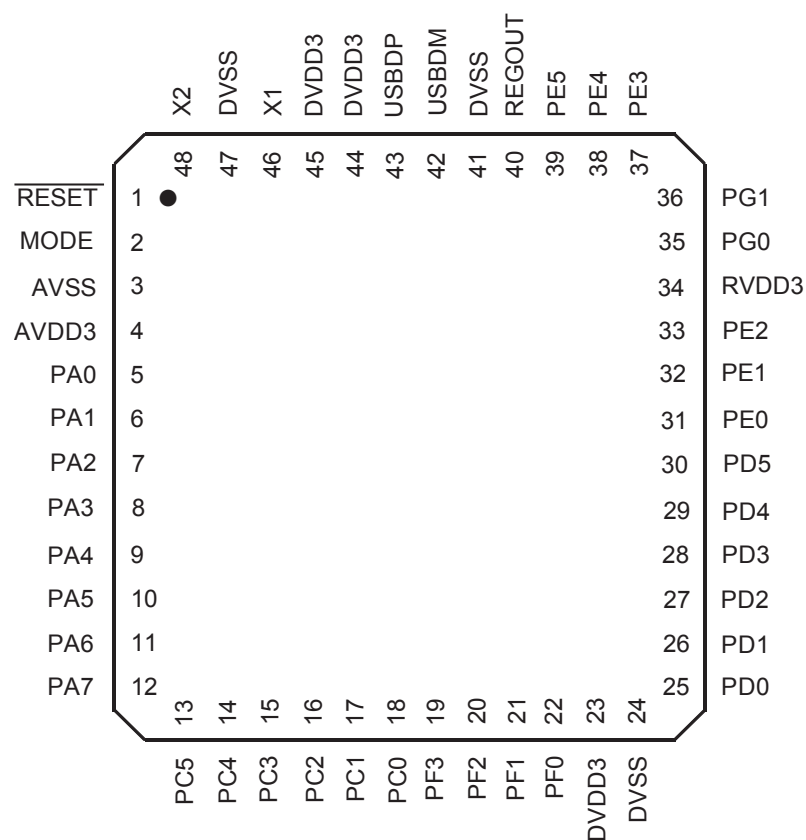 X2 DVSS X1 DVDD3 DVDD3 USBDP USBDM DVSS REGOUT PE5 PE4 PE3
48 47 46 45 44 43 42 41 40 39 38 37
RESET 1 36 PG1
MODE 2 35 PG0
AVSS 3 34 RVDD3
AVDD3 4 33 PE2
PA0 5 32 PE1
PA1 6 31 PE0
PA2 7 30 PD5
PA3 8 29 PD4
PA4 9 28 PD3
PA5 10 27 PD2
PA6 11 26 PD1
PA7 12 25 PD0
13 14 15 16 17 18 19 20 21 22 23 24
PC5 PC4 PC3 PC2 PC1 PC0 PF3 PF2 PF1 PF0 DVDD3 DVSS